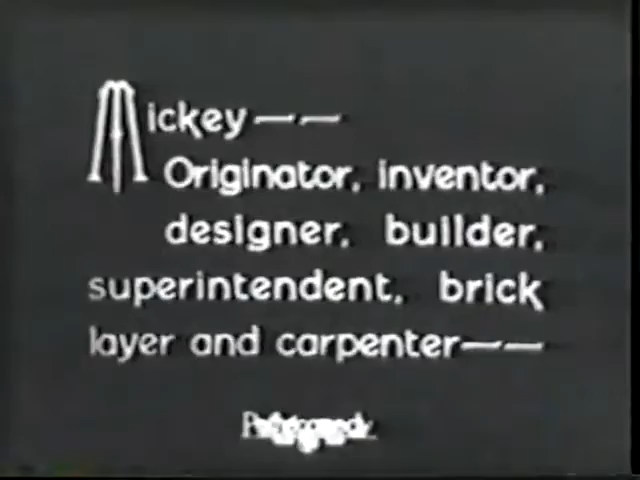 Mickey——
Originator, inventor,
designer, builder,
superintendent, brick
layer and carpenter——